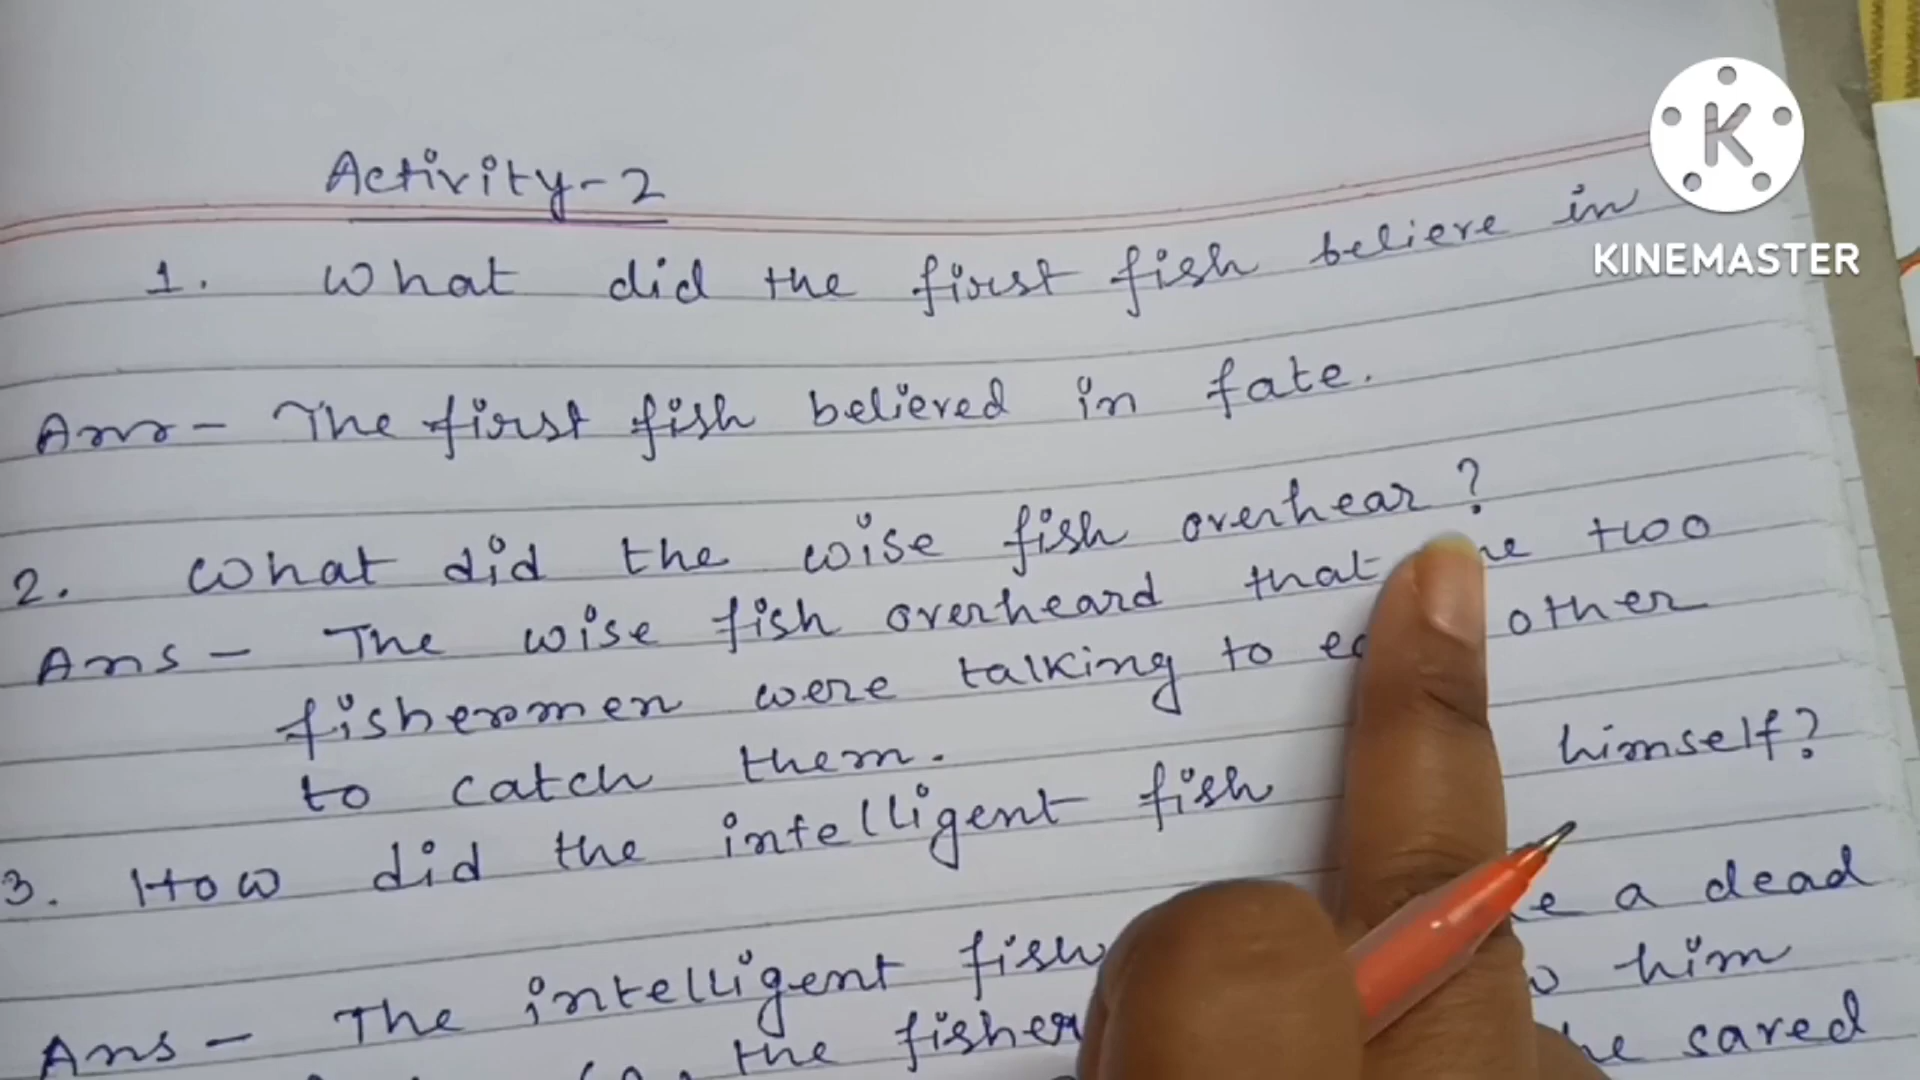 Activity-2
1. What did the first fish believe in
Ans- The first fish believed in fate.
2. What did the wise fish overhear?
Ans- The wise fish overheard that two
fishermen were talking to other
to catch them.
3. How did the intelligent fish himself?
a dead
Ans- The intelligent fish him
the saved
K
KINEMASTER